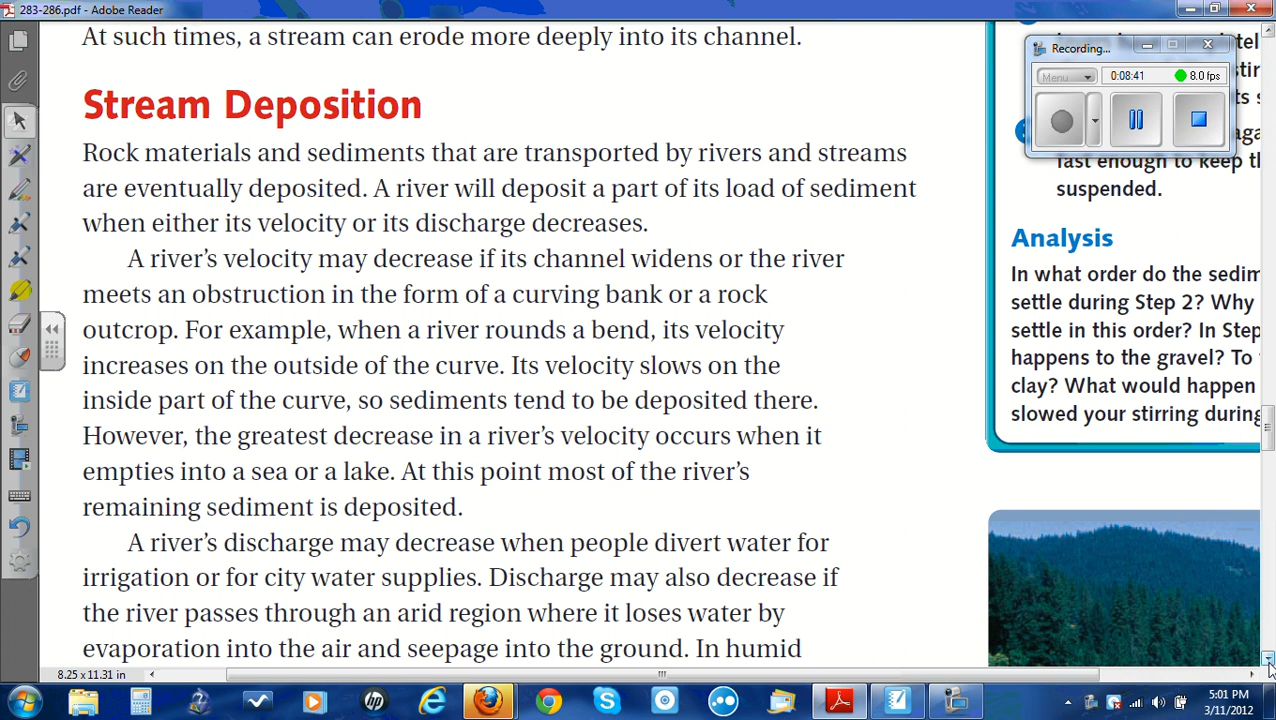 283-286.pdf - Adobe Reader
At such times, a stream can erode more deeply into its channel.
Stream Deposition
Rock materials and sediments that are transported by rivers and streams
are eventually deposited. A river will deposit a part of its load of sediment
when either its velocity or its discharge decreases.
A river's velocity may decrease if its channel widens or the river
meets an obstruction in the form of a curving bank or a rock
outcrop. For example, when a river rounds a bend, its velocity
increases on the outside of the curve. Its velocity slows on the
inside part of the curve, so sediments tend to be deposited there.
However, the greatest decrease in a river's velocity occurs when it
empties into a sea or a lake. At this point most of the river's
remaining sediment is deposited.
A river's discharge may decrease when people divert water for
irrigation or for city water supplies. Discharge may also decrease if
the river passes through an arid region where it loses water by
evaporation into the air and seepage into the ground. In humid
Recording...
Menu
0:08:41
8.0 fps
fast enough to keep t
suspended.
Analysis
In what order do the sedim
settle during Step 2? Why
settle in this order? In Step
happens to the gravel? To
clay? What would happen
slowed your stirring during
8.25 x 11.31 in
5:01 PM
3/11/2012